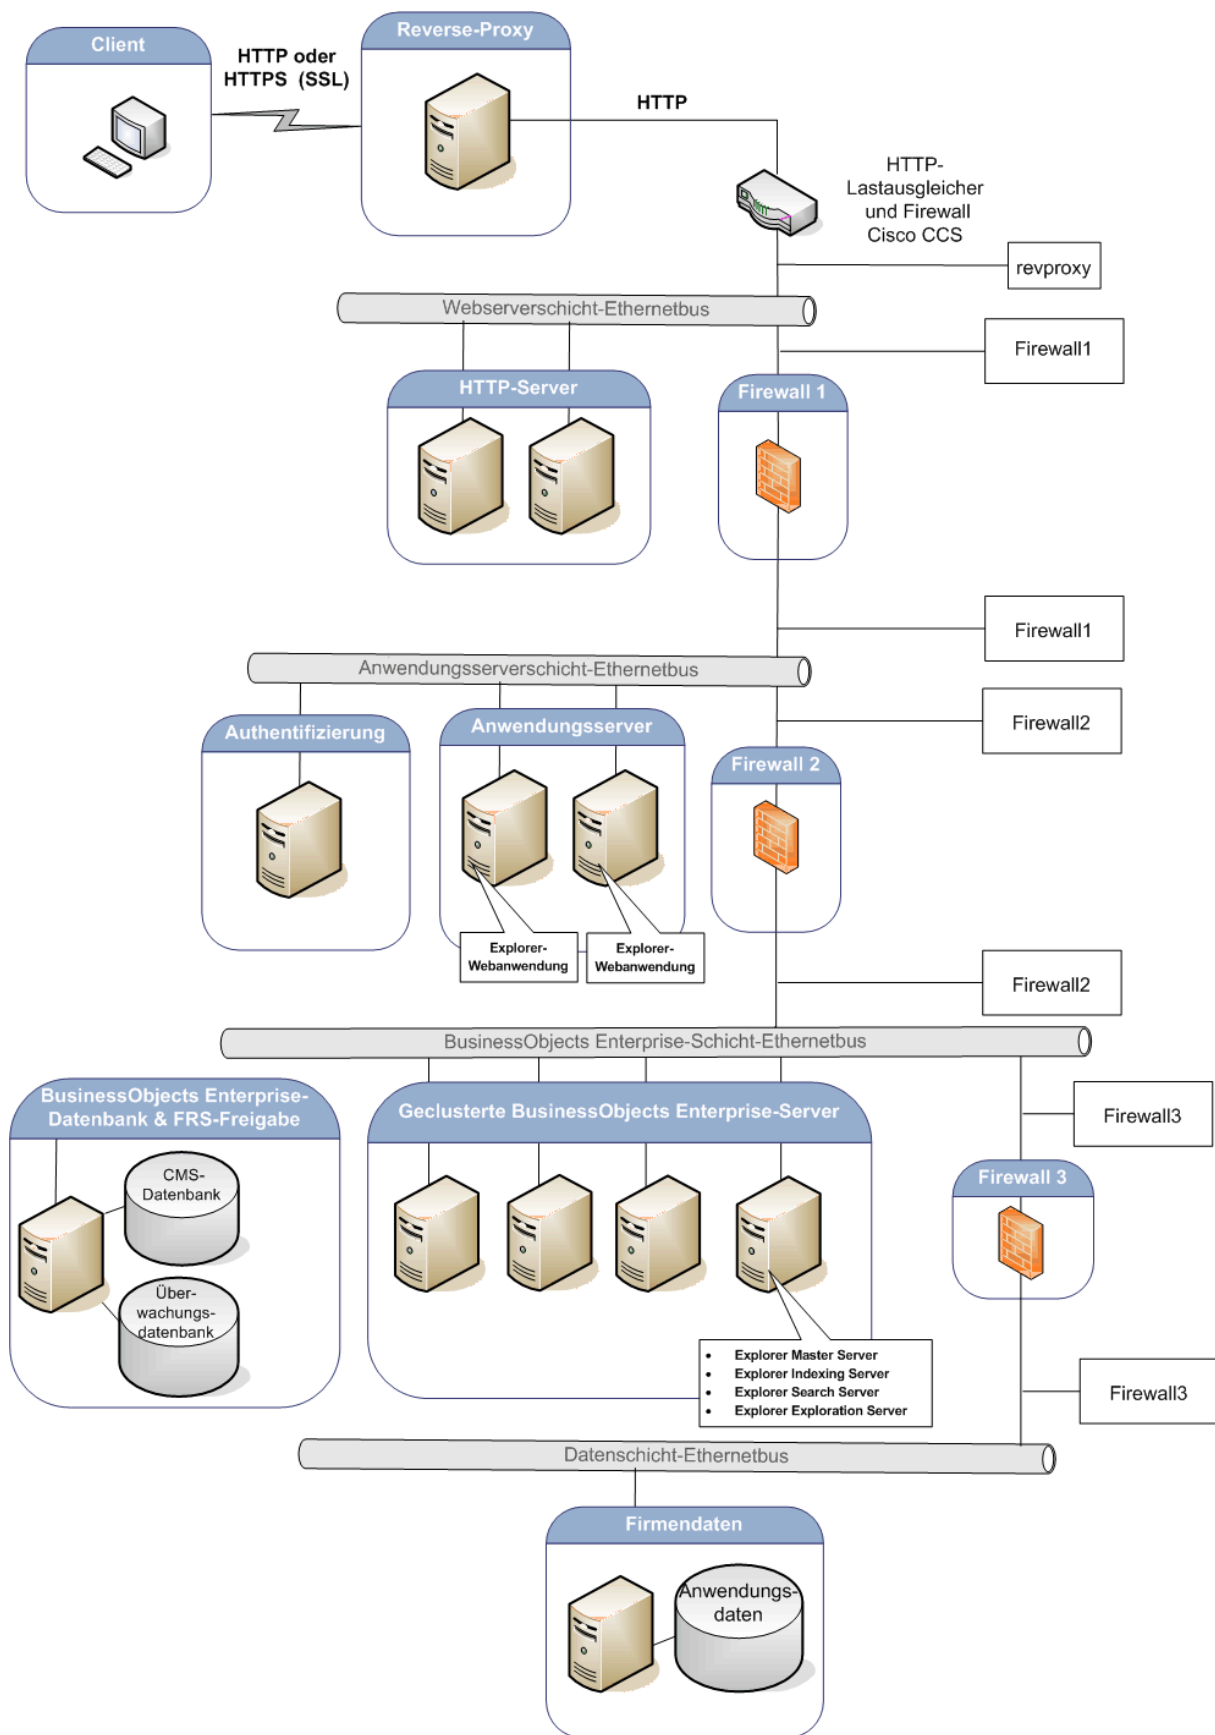 Client
Reverse-Proxy
HTTP oder
HTTPS (SSL)
HTTP
HTTP-
Lastausgleicher
und Firewall
Cisco CCS
revproxy
Webserverschicht-Ethernetbus
Firewall1
HTTP-Server
Firewall 1
Firewall1
Anwendungsserverschicht-Ethernetbus
Firewall2
Authentifizierung
Anwendungsserver
Firewall 2
Explorer-
Webanwendung
Explorer-
Webanwendung
Firewall2
BusinessObjects Enterprise-Schicht-Ethernetbus
BusinessObjects Enterprise-
Datenbank & FRS-Freigabe
Geclusterte BusinessObjects Enterprise-Server
Firewall3
Firewall 3
CMS-
Datenbank
Über-
wachungs-
datenbank
• Explorer Master Server
• Explorer Indexing Server
• Explorer Search Server
• Explorer Exploration Server
Firewall3
Datenschicht-Ethernetbus
Firmendaten
Anwendungs-
daten